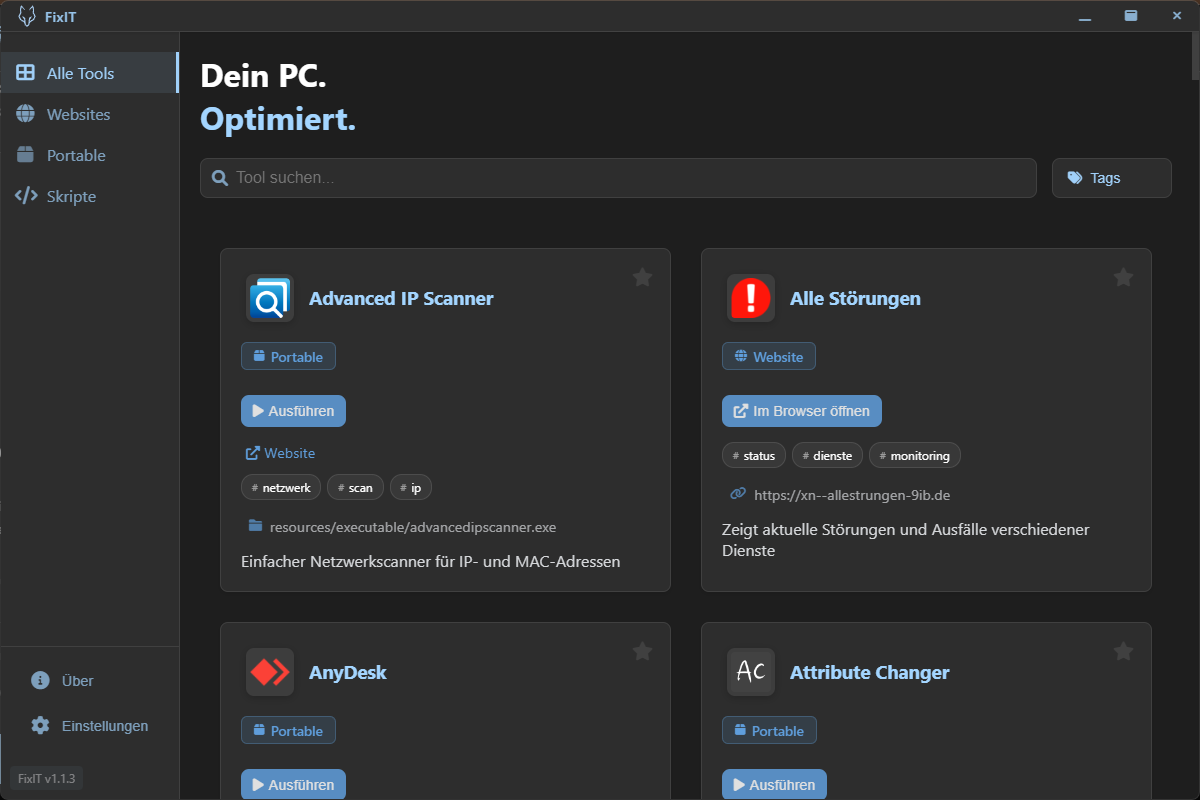 FixIT
Alle Tools
Websites
Portable
Skripte
Über
Einstellungen
FixIT v1.1.3
Dein PC.
Optimiert.
Tool suchen...
Tags
Advanced IP Scanner
Portable
Ausführen
Website
# netzwerk # scan # ip
resources/executable/advancedipscanner.exe
Einfacher Netzwerkscanner für IP- und MAC-Adressen
Alle Störungen
Website
Im Browser öffnen
# status # dienste # monitoring
https://xn--allestrungen-9ib.de
Zeigt aktuelle Störungen und Ausfälle verschiedener
Dienste
AnyDesk
Portable
Ausführen
AC
Attribute Changer
Portable
Ausführen